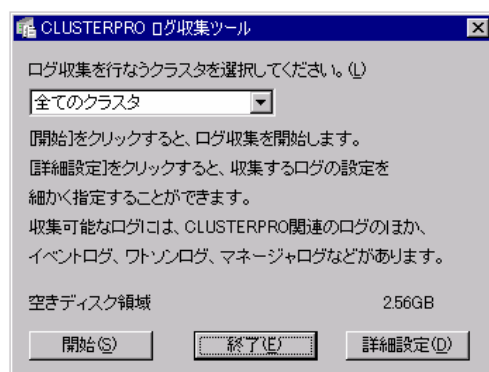 CLUSTERPRO ログ収集ツール
ログ収集を行なうクラスタを選択してください。(L)
全てのクラスタ
[開始]をクリックすると、ログ収集を開始します。
[詳細設定]をクリックすると、収集するログの設定を
細かく指定することができます。
収集可能なログには、CLUSTERPRO関連のログのほか、
イベントログ、ワトソンログ、マネージャログなどがあります。
空きディスク領域 2.56GB
開始(S) 終了(E) 詳細設定(D)